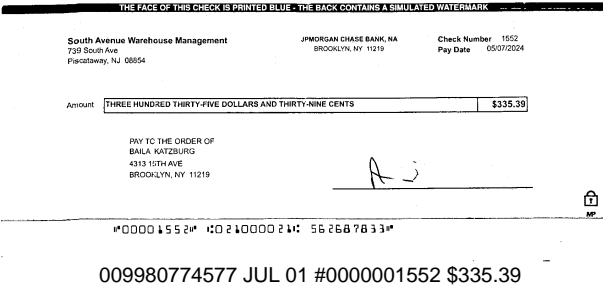 THE FACE OF THIS CHECK IS PRINTED BLUE - THE BACK CONTAINS A SIMULATED WATERMARK
South Avenue Warehouse Management
739 South Ave
Piscataway, NJ 08854
JPMORGAN CHASE BANK, NA
BROOKLYN, NY 11219
Check Number 1552
Pay Date 05/07/2024
Amount THREE HUNDRED THIRTY-FIVE DOLLARS AND THIRTY-NINE CENTS $335.39
PAY TO THE ORDER OF
BAILA KATZBURG
4313 15TH AVE
BROOKLYN, NY 11219
MP
⑈00001552⑈ ⑆021000021⑆ 562687833⑈
009980774577 JUL 01 #0000001552 $335.39